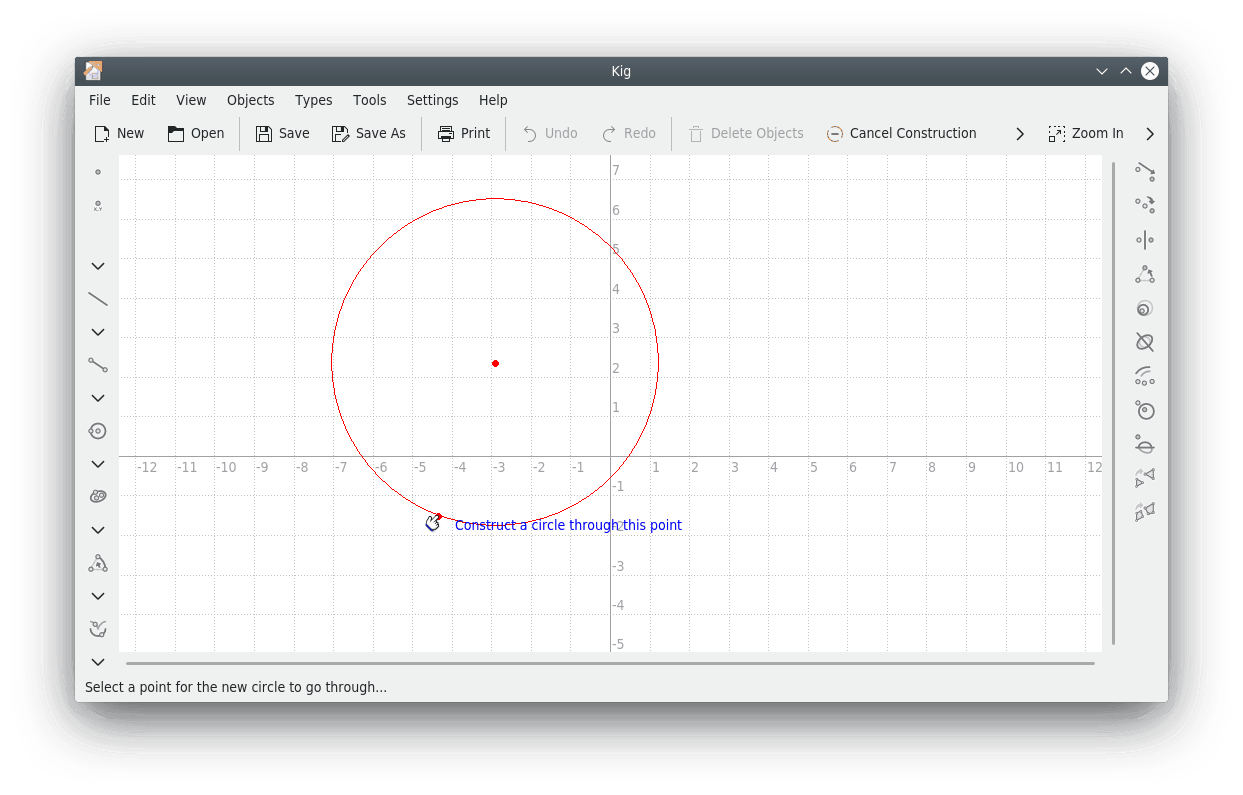 Kig
File Edit View Objects Types Tools Settings Help
New Open Save Save As Print Undo Redo Delete Objects Cancel Construction Zoom In
7
X,Y
6
5
4
3
2
1
-12 -11 -10 -9 -8 -7 -6 -5 -4 -3 -2 -1 1 2 3 4 5 6 7 8 9 10 11 12
-1
Construct a circle through this point -2
-3
-4
-5
Select a point for the new circle to go through...